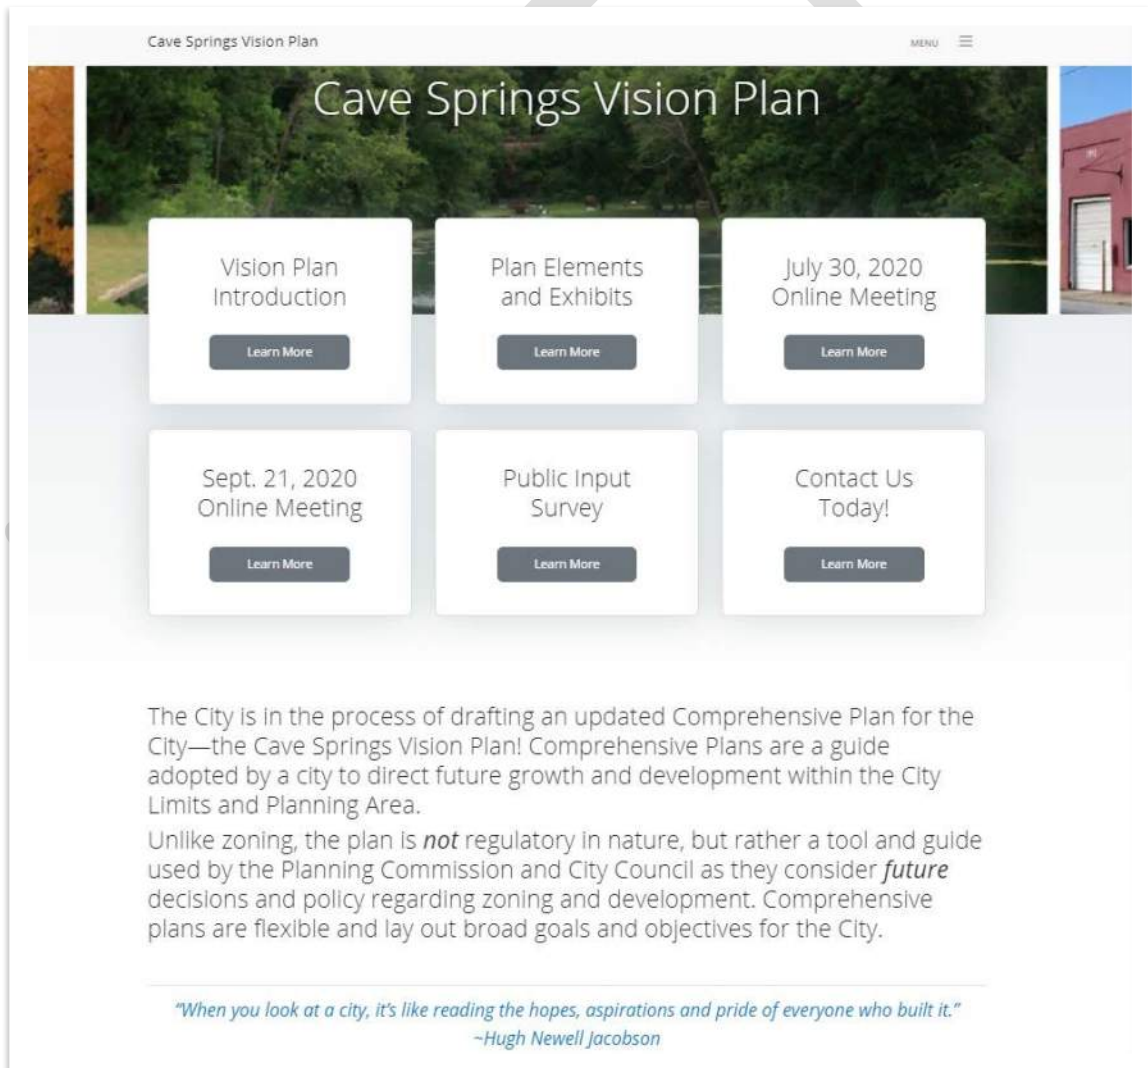 Cave Springs Vision Plan
MENU
Cave Springs Vision Plan
Vision Plan
Introduction
Learn More
Plan Elements
and Exhibits
Learn More
July 30, 2020
Online Meeting
Learn More
Sept. 21, 2020
Online Meeting
Learn More
Public Input
Survey
Learn More
Contact Us
Today!
Learn More
The City is in the process of drafting an updated Comprehensive Plan for the
City—the Cave Springs Vision Plan! Comprehensive Plans are a guide
adopted by a city to direct future growth and development within the City
Limits and Planning Area.
Unlike zoning, the plan is not regulatory in nature, but rather a tool and guide
used by the Planning Commission and City Council as they consider future
decisions and policy regarding zoning and development. Comprehensive
plans are flexible and lay out broad goals and objectives for the City.
“When you look at a city, it’s like reading the hopes, aspirations and pride of everyone who built it.”
~Hugh Newell Jacobson